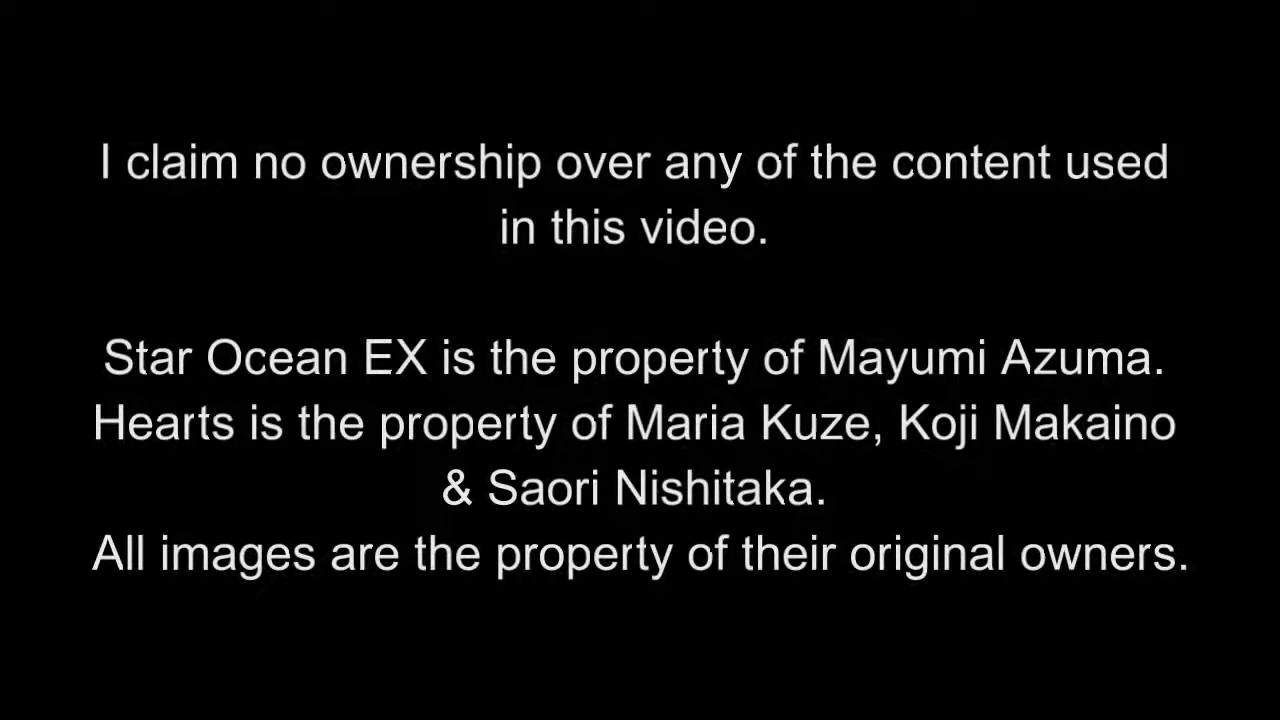 I claim no ownership over any of the content used
in this video.
Star Ocean EX is the property of Mayumi Azuma.
Hearts is the property of Maria Kuze, Koji Makaino
& Saori Nishitaka.
All images are the property of their original owners.